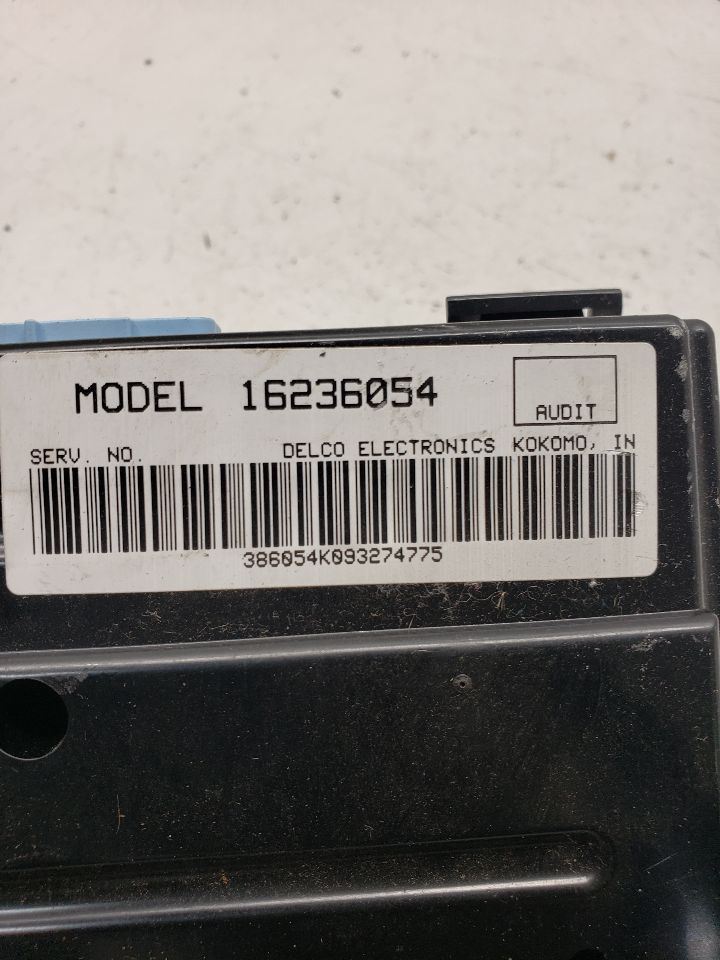 MODEL 16236054
AUDIT
SERV. NO. DELCO ELECTRONICS KOKOMO, IN
386054K093274775